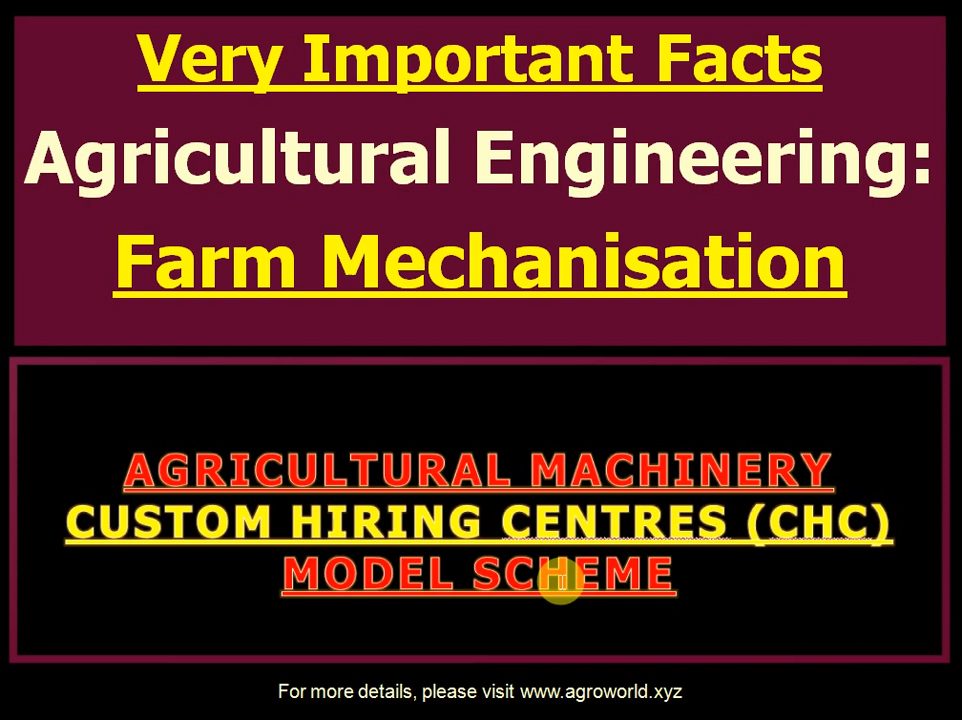 Very Important Facts
Agricultural Engineering:
Farm Mechanisation
AGRICULTURAL MACHINERY
CUSTOM HIRING CENTRES (CHC)
MODEL SCHEME
For more details, please visit www.agroworld.xyz